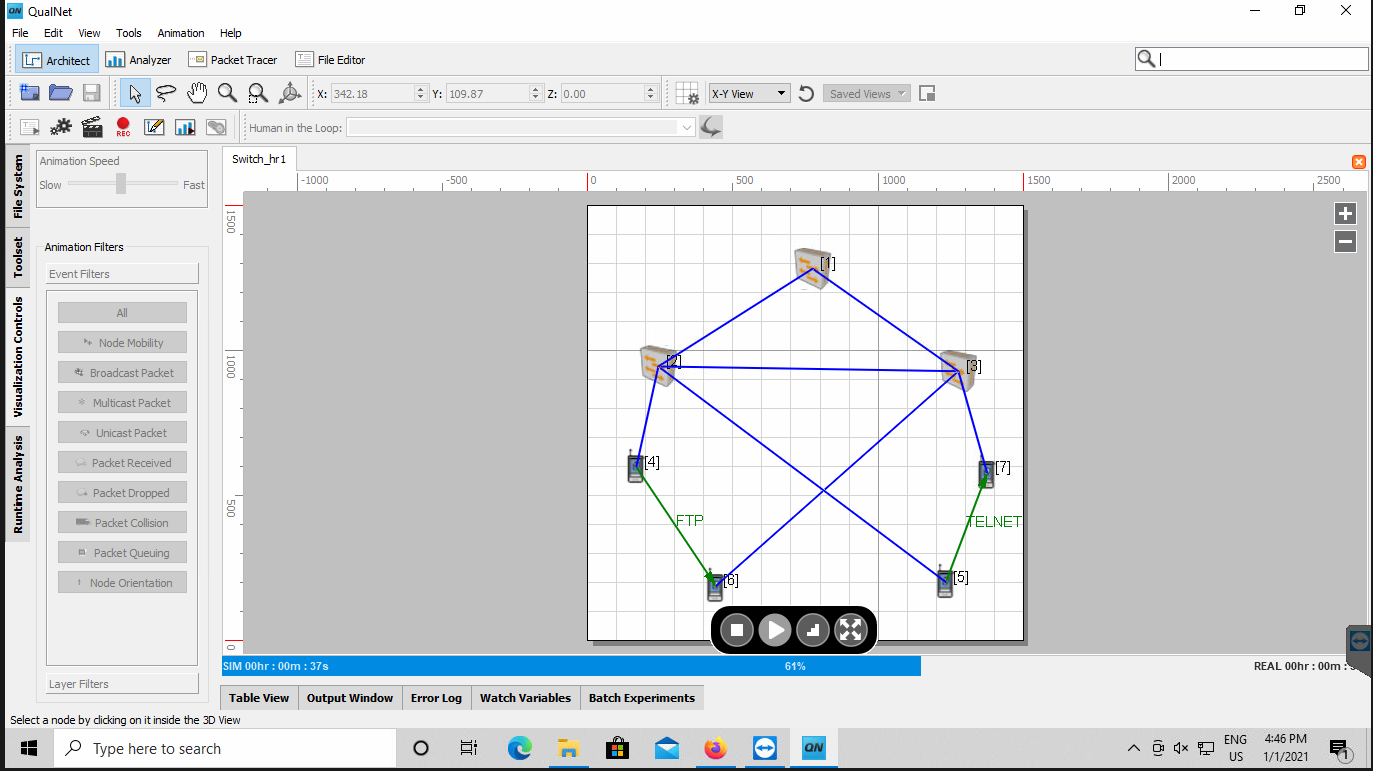 QN QualNet
File Edit View Tools Animation Help
Architect Analyzer Packet Tracer File Editor
X: 342.18 Y: 109.87 Z: 0.00 X-Y View Saved Views
REC Human in the Loop:
File System
Toolset
Visualization Controls
Runtime Analysis
Animation Speed
Slow Fast
Animation Filters
Event Filters
All
Node Mobility
Broadcast Packet
Multicast Packet
Unicast Packet
Packet Received
Packet Dropped
Packet Collision
Packet Queuing
Node Orientation
Layer Filters
Switch_hr1
-1000 -500 0 500 1000 1500 2000 2500
1500
1000
500
0
[1]
[2] [3]
[4] [7]
FTP TELNET
[6] [5]
SIM 00hr : 00m : 37s 61% REAL 00hr : 00m :
Table View Output Window Error Log Watch Variables Batch Experiments
Select a node by clicking on it inside the 3D View
Type here to search
QN
ENG
US
4:46 PM
1/1/2021
1